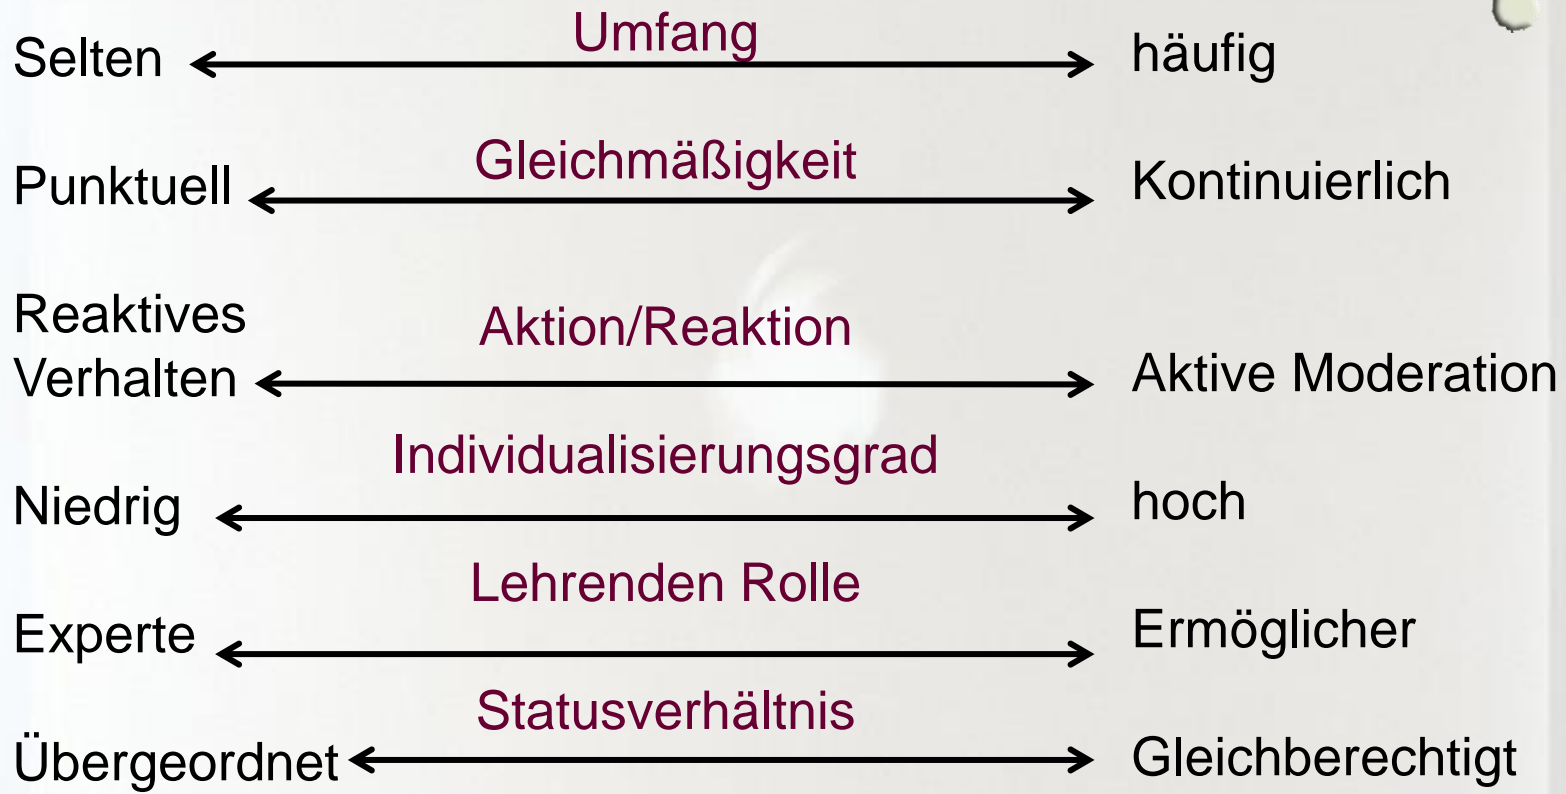 Umfang
Selten häufig
Gleichmäßigkeit
Punktuell Kontinuierlich
Reaktives
Aktion/Reaktion
Verhalten Aktive Moderation
Individualisierungsgrad
Niedrig hoch
Lehrenden Rolle
Experte Ermöglicher
Statusverhältnis
Übergeordnet Gleichberechtigt